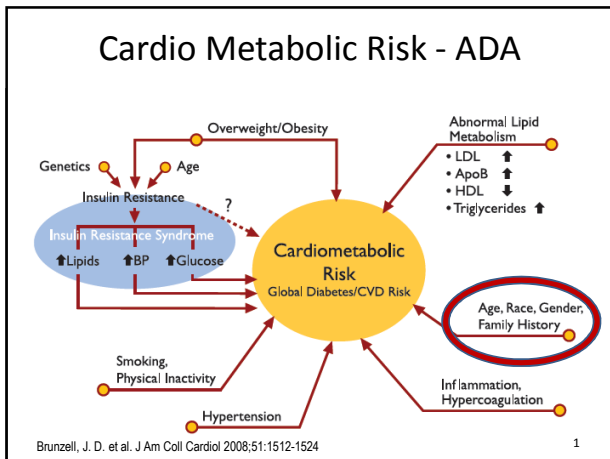 Cardio Metabolic Risk - ADA
Overweight/Obesity
Genetics
Age
Insulin Resistance
?
Insulin Resistance Syndrome
⬆Lipids
⬆BP
⬆Glucose
Cardiometabolic
Risk
Global Diabetes/CVD Risk
Abnormal Lipid
Metabolism
• LDL ⬆
• ApoB ⬆
• HDL ⬇
• Triglycerides ⬆
Age, Race, Gender,
Family History
Smoking,
Physical Inactivity
Hypertension
Inflammation,
Hypercoagulation
Brunzell, J. D. et al. J Am Coll Cardiol 2008;51:1512-1524
1